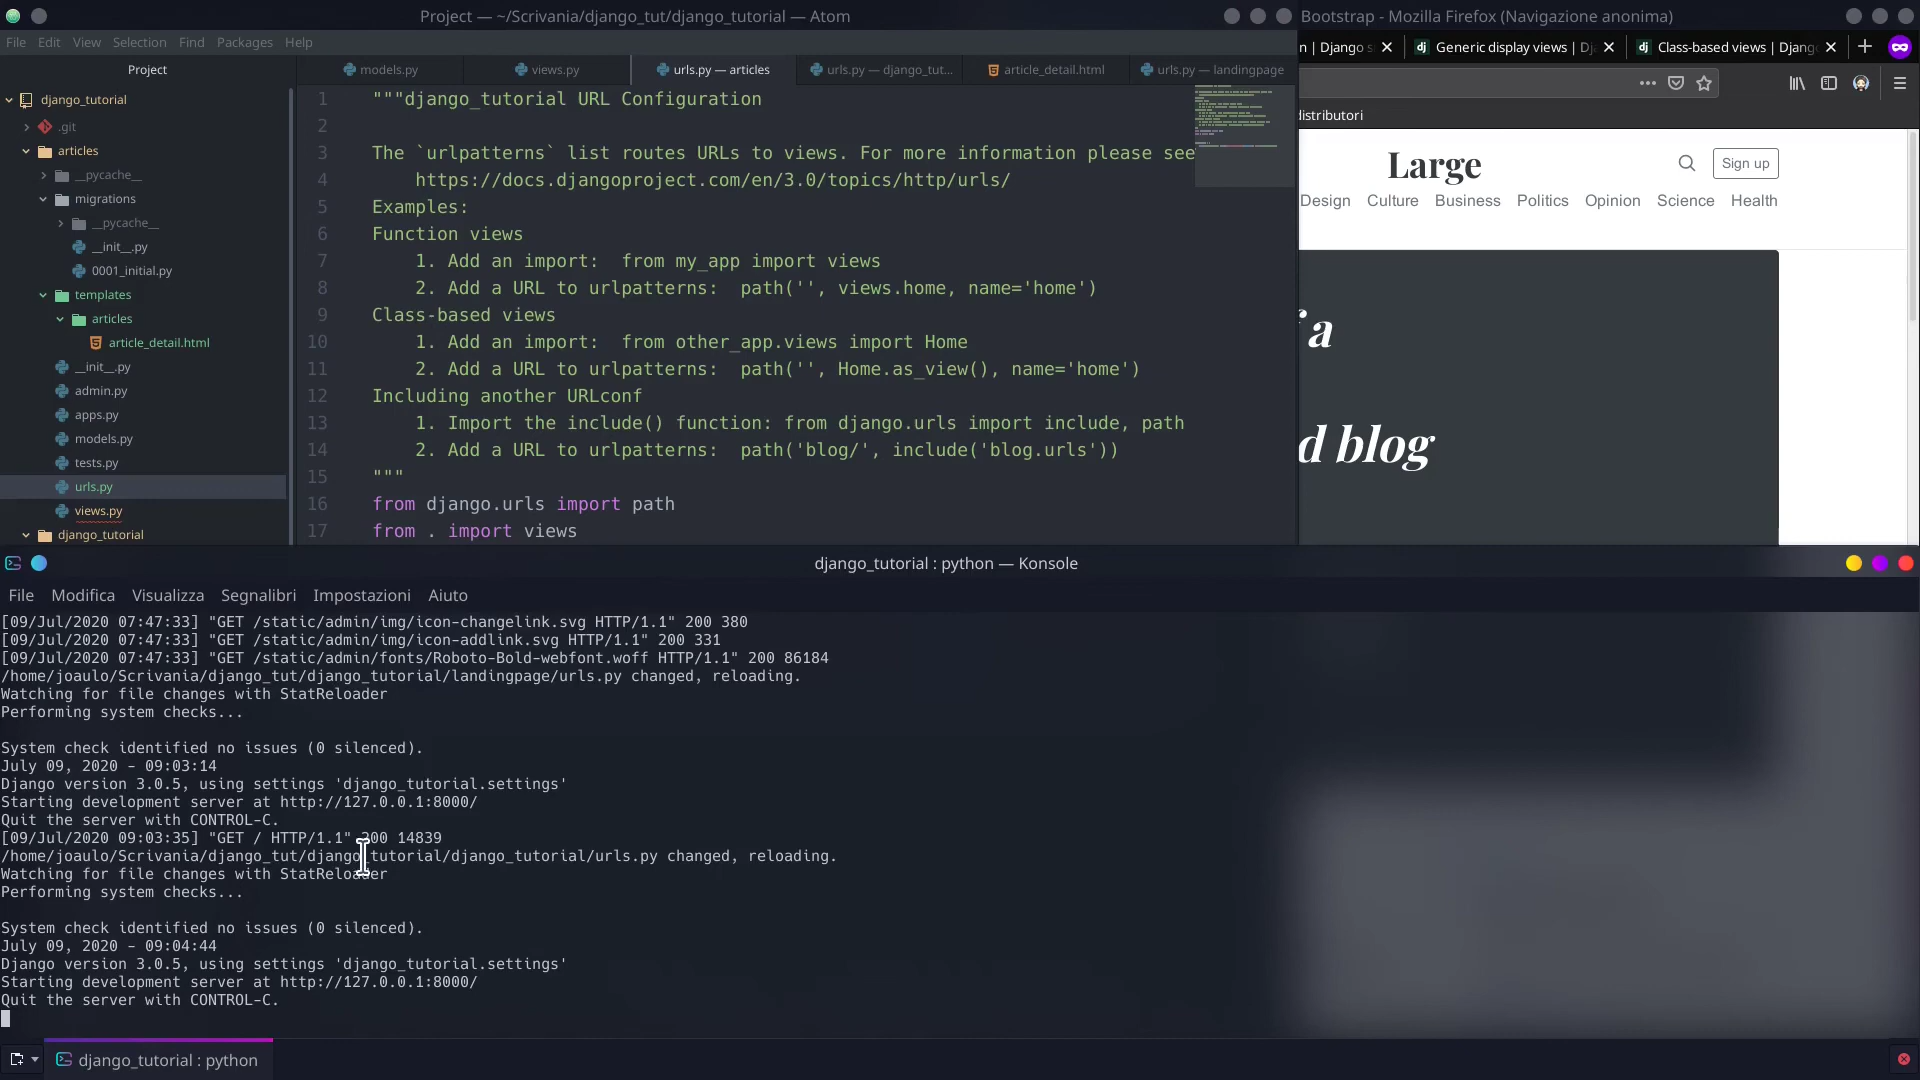 Project — ~/Scrivania/django_tut/django_tutorial — Atom
File Edit View Selection Find Packages Help
Project
django_tutorial
.git
articles
__pycache__
migrations
__pycache__
__init__.py
0001_initial.py
templates
articles
article_detail.html
__init__.py
admin.py
apps.py
models.py
tests.py
urls.py
views.py
django_tutorial
models.py
views.py
urls.py — articles
urls.py — django_tut...
article_detail.html
urls.py — landingpage
1 """django_tutorial URL Configuration
2
3 The `urlpatterns` list routes URLs to views. For more information please see
4 https://docs.djangoproject.com/en/3.0/topics/http/urls/
5 Examples:
6 Function views
7 1. Add an import:  from my_app import views
8 2. Add a URL to urlpatterns:  path('', views.home, name='home')
9 Class-based views
10 1. Add an import:  from other_app.views import Home
11 2. Add a URL to urlpatterns:  path('', Home.as_view(), name='home')
12 Including another URLconf
13 1. Import the include() function: from django.urls import include, path
14 2. Add a URL to urlpatterns:  path('blog/', include('blog.urls'))
15 """
16 from django.urls import path
17 from . import views
Bootstrap - Mozilla Firefox (Navigazione anonima)
n | Django s
Generic display views | Dj
Class-based views | Djang
distributori
Large
Sign up
Design Culture Business Politics Opinion Science Health
f a
d blog
django_tutorial : python — Konsole
File Modifica Visualizza Segnalibri Impostazioni Aiuto
[09/Jul/2020 07:47:33] "GET /static/admin/img/icon-changelink.svg HTTP/1.1" 200 380
[09/Jul/2020 07:47:33] "GET /static/admin/img/icon-addlink.svg HTTP/1.1" 200 331
[09/Jul/2020 07:47:33] "GET /static/admin/fonts/Roboto-Bold-webfont.woff HTTP/1.1" 200 86184
/home/joaulo/Scrivania/django_tut/django_tutorial/landingpage/urls.py changed, reloading.
Watching for file changes with StatReloader
Performing system checks...
System check identified no issues (0 silenced).
July 09, 2020 - 09:03:14
Django version 3.0.5, using settings 'django_tutorial.settings'
Starting development server at http://127.0.0.1:8000/
Quit the server with CONTROL-C.
[09/Jul/2020 09:03:35] "GET / HTTP/1.1" 200 14839
/home/joaulo/Scrivania/django_tut/django_tutorial/django_tutorial/urls.py changed, reloading.
Watching for file changes with StatReloader
Performing system checks...
System check identified no issues (0 silenced).
July 09, 2020 - 09:04:44
Django version 3.0.5, using settings 'django_tutorial.settings'
Starting development server at http://127.0.0.1:8000/
Quit the server with CONTROL-C.
django_tutorial : python